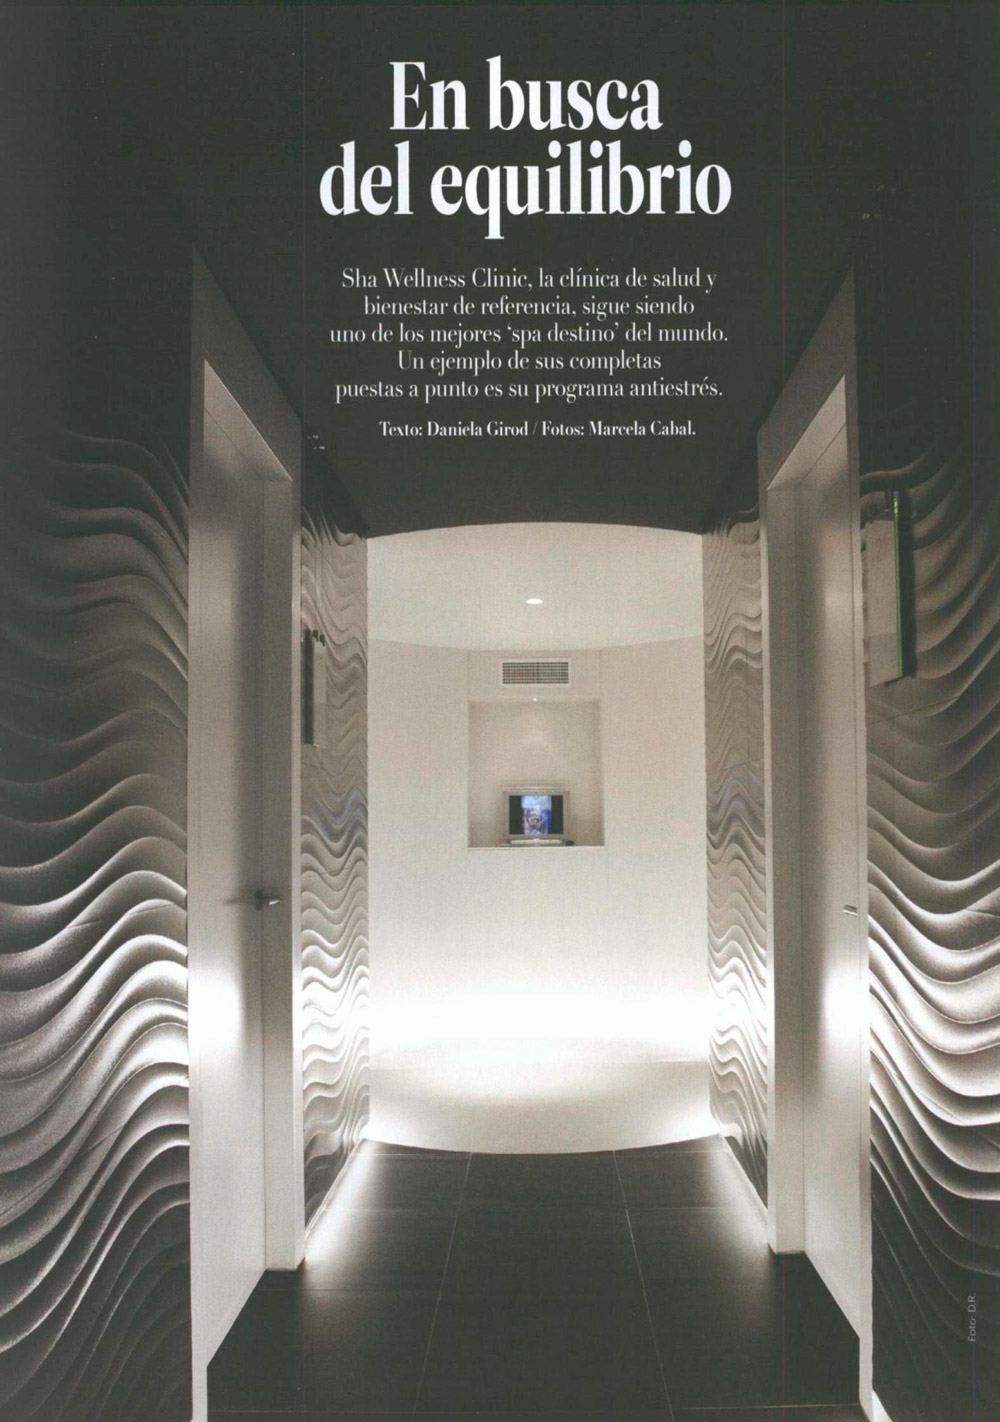 En busca
del equilibrio
Sha Wellness Clinic, la clínica de salud y
bienestar de referencia, sigue siendo
uno de los mejores ‘spa destino’ del mundo.
Un ejemplo de sus completas
puestas a punto es su programa antiestrés.
Texto: Daniela Girod / Fotos: Marcela Cabal.
Foto: D.R.